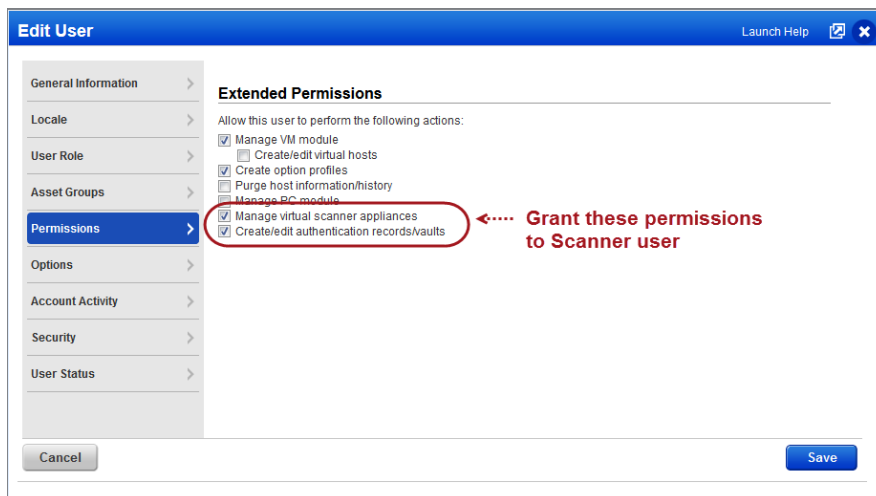 Edit User
Launch Help
General Information
Locale
User Role
Asset Groups
Permissions
Options
Account Activity
Security
User Status
Extended Permissions
Allow this user to perform the following actions:
Manage VM module
Create/edit virtual hosts
Create option profiles
Purge host information/history
Manage PC module
Manage virtual scanner appliances
Create/edit authentication records/vaults
Grant these permissions
to Scanner user
Cancel
Save